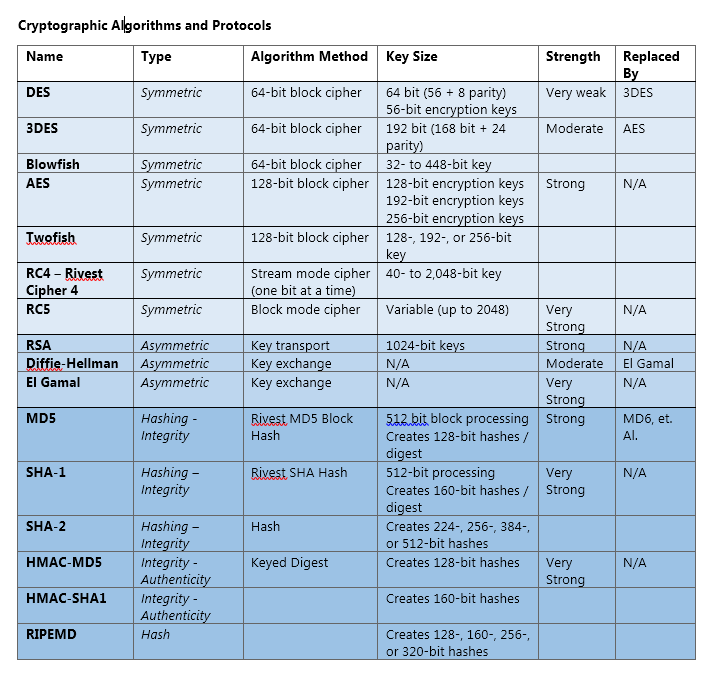 Cryptographic Algorithms and Protocols
Name Type Algorithm Method Key Size Strength Replaced
By
DES Symmetric 64-bit block cipher 64 bit (56 + 8 parity) Very weak 3DES
56-bit encryption keys
3DES Symmetric 64-bit block cipher 192 bit (168 bit + 24 Moderate AES
parity)
Blowfish Symmetric 64-bit block cipher 32- to 448-bit key
AES Symmetric 128-bit block cipher 128-bit encryption keys Strong N/A
192-bit encryption keys
256-bit encryption keys
Twofish Symmetric 128-bit block cipher 128-, 192-, or 256-bit
key
RC4 – Rivest Symmetric Stream mode cipher 40- to 2,048-bit key
Cipher 4 (one bit at a time)
RC5 Symmetric Block mode cipher Variable (up to 2048) Very N/A
Strong
RSA Asymmetric Key transport 1024-bit keys Strong N/A
Diffie-Hellman Asymmetric Key exchange N/A Moderate El Gamal
El Gamal Asymmetric Key exchange N/A Very N/A
Strong
MD5 Hashing - Rivest MD5 Block 512 bit block processing Strong MD6, et.
Integrity Hash Creates 128-bit hashes / Al.
digest
SHA-1 Hashing – Rivest SHA Hash 512-bit processing Very N/A
Integrity Creates 160-bit hashes / Strong
digest
SHA-2 Hashing – Hash Creates 224-, 256-, 384-,
Integrity or 512-bit hashes
HMAC-MD5 Integrity - Keyed Digest Creates 128-bit hashes Very N/A
Authenticity Strong
HMAC-SHA1 Integrity - Creates 160-bit hashes
Authenticity
RIPEMD Hash Creates 128-, 160-, 256-,
or 320-bit hashes